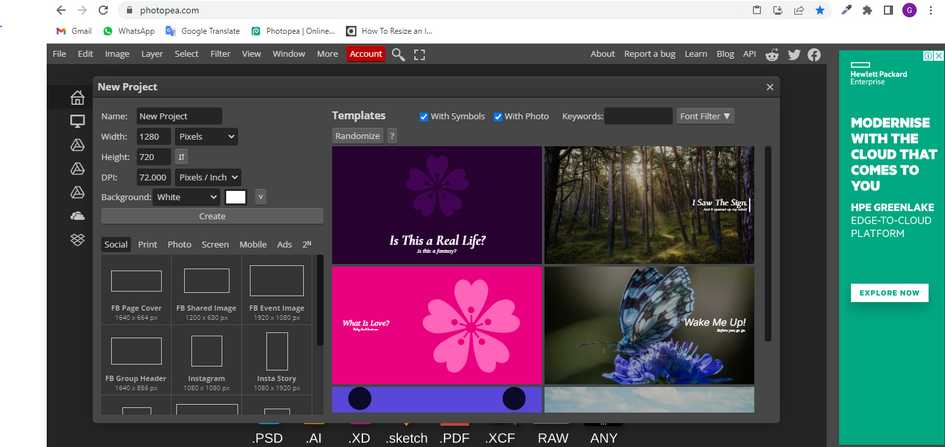 photopea.com
G
Gmail
WhatsApp
Google Translate
Photopea | Online...
How To Resize an I...
File Edit Image Layer Select Filter View Window More Account
About Report a bug Learn Blog API
New Project
Name: New Project
Width: 1280 Pixels
Height: 720
DPI: 72.000 Pixels / Inch
Background: White
Create
Social Print Photo Screen Mobile Ads 2ᴺ
FB Page Cover
1640 x 664 px
FB Shared Image
1200 x 630 px
FB Event Image
1920 x 1080 px
FB Group Header
1640 x 856 px
Instagram
1080 x 1080 px
Insta Story
1080 x 1920 px
Templates
With Symbols
With Photo
Keywords:
Font Filter ▼
Randomize ?
Is This a Real Life?
Is this a fantasy?
I Saw The Sign
What Is Love?
Wake Me Up!
Before you go go.
.PSD .AI .XD .sketch .PDF .XCF RAW ANY
Hewlett Packard
Enterprise
MODERNISE
WITH THE
CLOUD THAT
COMES TO
YOU
HPE GREENLAKE
EDGE-TO-CLOUD
PLATFORM
EXPLORE NOW